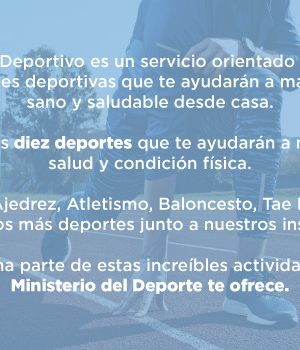 Deportivo es un servicio orientado
es deportivas que te ayudarán a ma
sano y saludable desde casa.
s diez deportes que te ayudarán a
salud y condición física.
Ajedrez, Atletismo, Baloncesto, Tae
os más deportes junto a nuestros ins
na parte de estas increíbles activida
Ministerio del Deporte te ofrece.